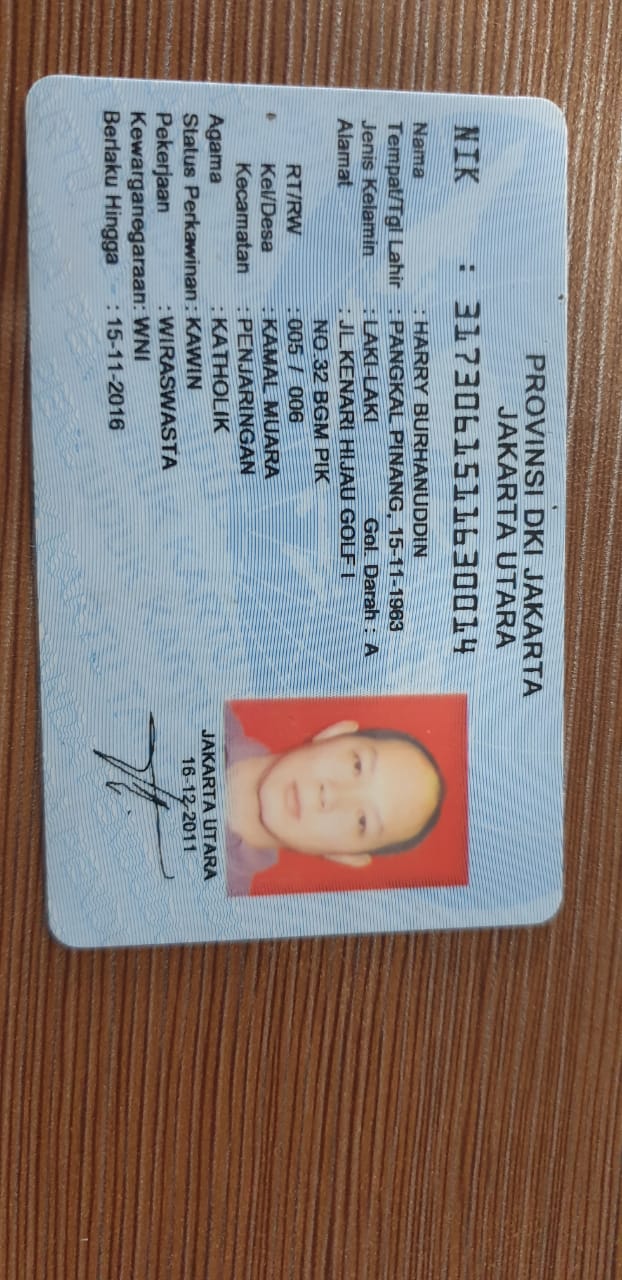 PROVINSI DKI JAKARTA
JAKARTA UTARA
NIK : 3173061511630014
Nama : HARRY BURHANUDDIN
Tempat/Tgl Lahir : PANGKAL PINANG, 15-11-1963
Jenis Kelamin : LAKI-LAKI Gol. Darah : A
Alamat : JL.KENARI HIJAU GOLF I
NO.32 BGM PIK
RT/RW : 005 / 006
Kel/Desa : KAMAL MUARA
Kecamatan : PENJARINGAN
Agama : KATHOLIK
Status Perkawinan : KAWIN
Pekerjaan : WIRASWASTA
Kewarganegaraan : WNI
Berlaku Hingga : 15-11-2016
JAKARTA UTARA
16-12-2011